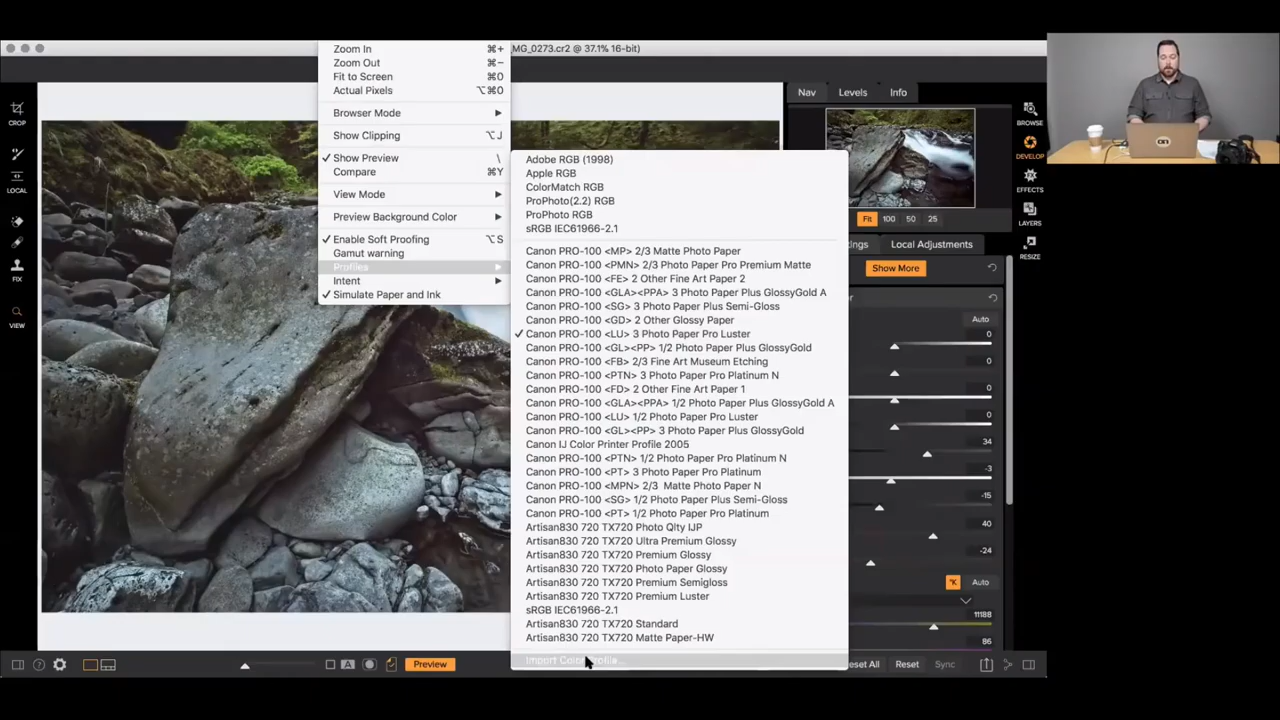 MG_0273.cr2 @ 37.1% 16-bit)
Zoom In ⌘+
Zoom Out ⌘−
Fit to Screen ⌘0
Actual Pixels ⌥⌘0
Browser Mode
Show Clipping ⌥J
Show Preview \
Compare ⌘Y
View Mode
Preview Background Color
Enable Soft Proofing ⌥S
Gamut warning
Profiles
Intent
Simulate Paper and Ink
Adobe RGB (1998)
Apple RGB
ColorMatch RGB
ProPhoto(2.2) RGB
ProPhoto RGB
sRGB IEC61966-2.1
Canon PRO-100 <MP> 2/3 Matte Photo Paper
Canon PRO-100 <PMN> 2/3 Photo Paper Pro Premium Matte
Canon PRO-100 <FE> 2 Other Fine Art Paper 2
Canon PRO-100 <GLA><PPA> 3 Photo Paper Plus GlossyGold A
Canon PRO-100 <SG> 3 Photo Paper Plus Semi-Gloss
Canon PRO-100 <GD> 2 Other Glossy Paper
Canon PRO-100 <LU> 3 Photo Paper Pro Luster
Canon PRO-100 <GL><PP> 1/2 Photo Paper Plus GlossyGold
Canon PRO-100 <FB> 2/3 Fine Art Museum Etching
Canon PRO-100 <PTN> 3 Photo Paper Pro Platinum N
Canon PRO-100 <FD> 2 Other Fine Art Paper 1
Canon PRO-100 <GLA><PPA> 1/2 Photo Paper Plus GlossyGold A
Canon PRO-100 <LU> 1/2 Photo Paper Pro Luster
Canon PRO-100 <GL><PP> 3 Photo Paper Plus GlossyGold
Canon IJ Color Printer Profile 2005
Canon PRO-100 <PTN> 1/2 Photo Paper Pro Platinum N
Canon PRO-100 <PT> 3 Photo Paper Pro Platinum
Canon PRO-100 <MPN> 2/3 Matte Photo Paper N
Canon PRO-100 <SG> 1/2 Photo Paper Plus Semi-Gloss
Canon PRO-100 <PT> 1/2 Photo Paper Pro Platinum
Artisan830 720 TX720 Photo Qlty IJP
Artisan830 720 TX720 Ultra Premium Glossy
Artisan830 720 TX720 Premium Glossy
Artisan830 720 TX720 Photo Paper Glossy
Artisan830 720 TX720 Premium Semigloss
Artisan830 720 TX720 Premium Luster
sRGB IEC61966-2.1
Artisan830 720 TX720 Standard
Artisan830 720 TX720 Matte Paper-HW
Import
CROP
LOCAL
FIX
VIEW
Nav Levels Info
Fit 100 50 25
Local Adjustments
Show More
Auto
0
0
0
0
34
-3
-15
40
-24
°K Auto
11188
86
BROWSE
DEVELOP
EFFECTS
LAYERS
RESIZE
? A Preview
Reset Sync
on